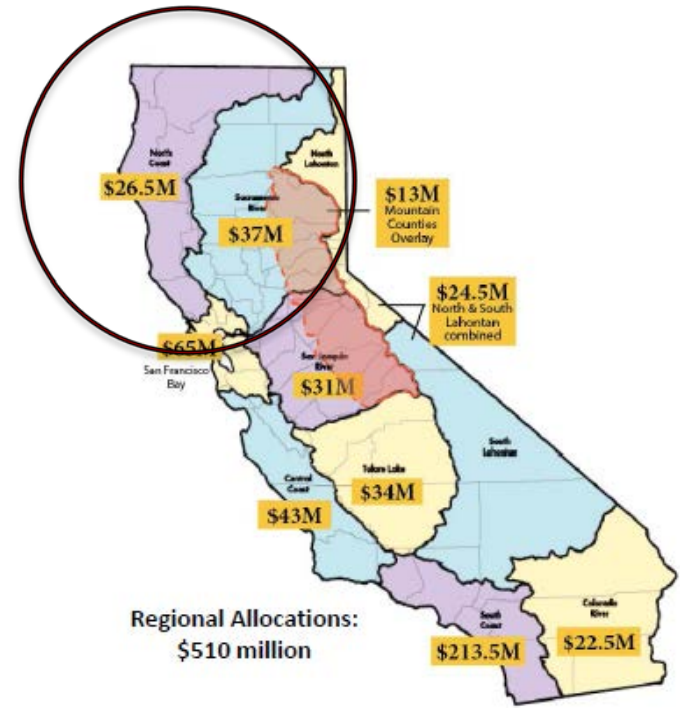 North
Coast
$26.5M
North
Lahontan
Sacramento
River
$37M
$13M
Mountain
Counties
Overlay
$24.5M
North & South
Lahontan
combined
$65M
San Francisco
Bay
San Joaquin
River
$31M
South
Lahontan
Tulare Lake
$34M
Central
Coast
$43M
Colorado
River
$22.5M
South
Coast
$213.5M
Regional Allocations:
$510 million